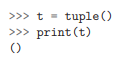 >>> t = tuple()
>>> print(t)
()